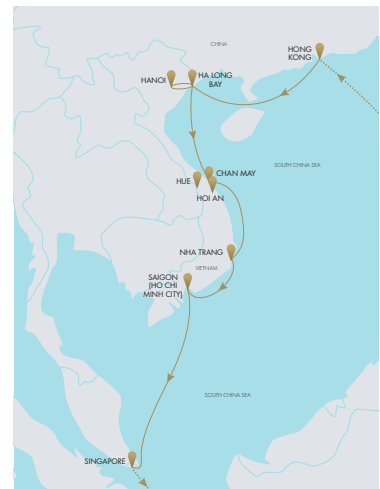 CHINA
HONG
KONG
HANOI
HA LONG
BAY
SOUTH CHINA SEA
CHAN MAY
HUE
HOI AN
NHA TRANG
VIETNAM
SAIGON
(HO CHI
MINH CITY)
SOUTH CHINA SEA
SINGAPORE